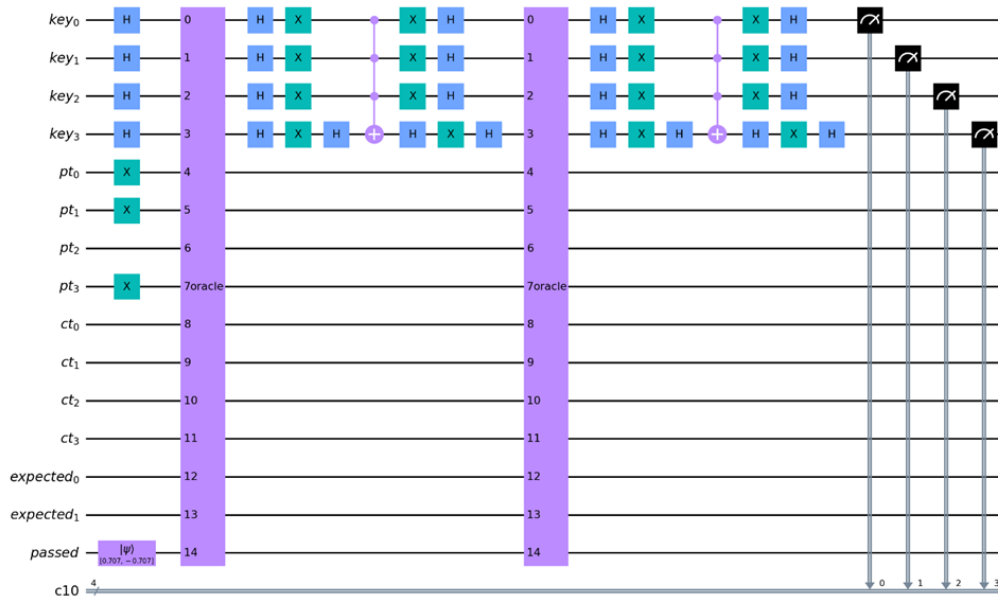 key0 H 0 H X X H 0 H X X H
key1 H 1 H X X H 1 H X X H
key2 H 2 H X X H 2 H X X H
key3 H 3 H X H H X H 3 H X H H X H
pt0 X 4 4
pt1 X 5 5
pt2 6 6
pt3 X 7oracle 7oracle
ct0 8 8
ct1 9 9
ct2 10 10
ct3 11 11
expected0 12 12
expected1 13 13
passed |ψ⟩ 14 14
[0.707, −0.707]
c10 4 0 1 2 3